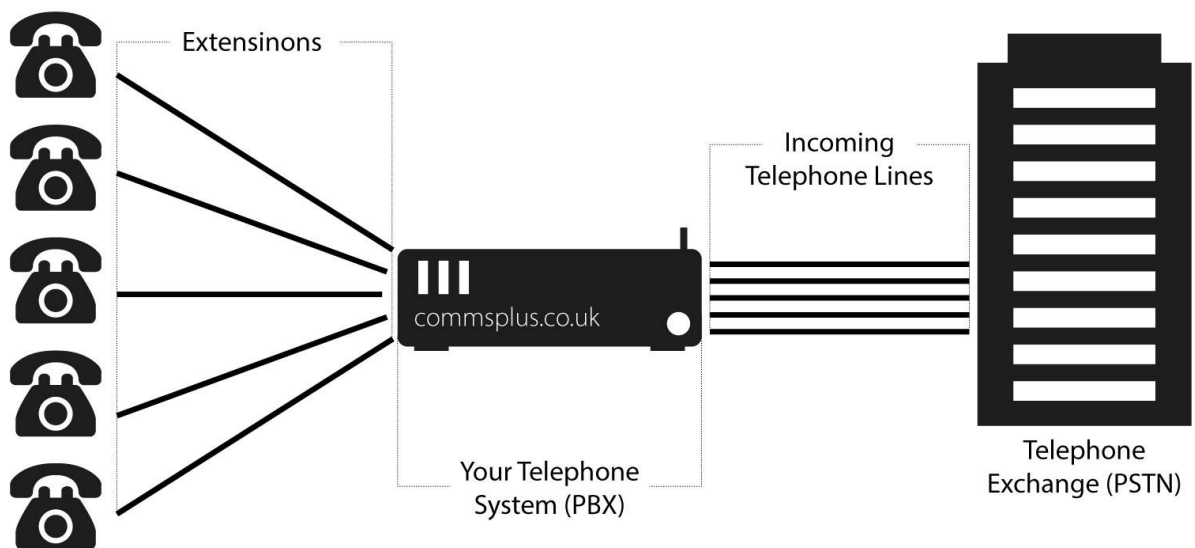 Extensinons
Incoming
Telephone Lines
commsplus.co.uk
Your Telephone
System (PBX)
Telephone
Exchange (PSTN)